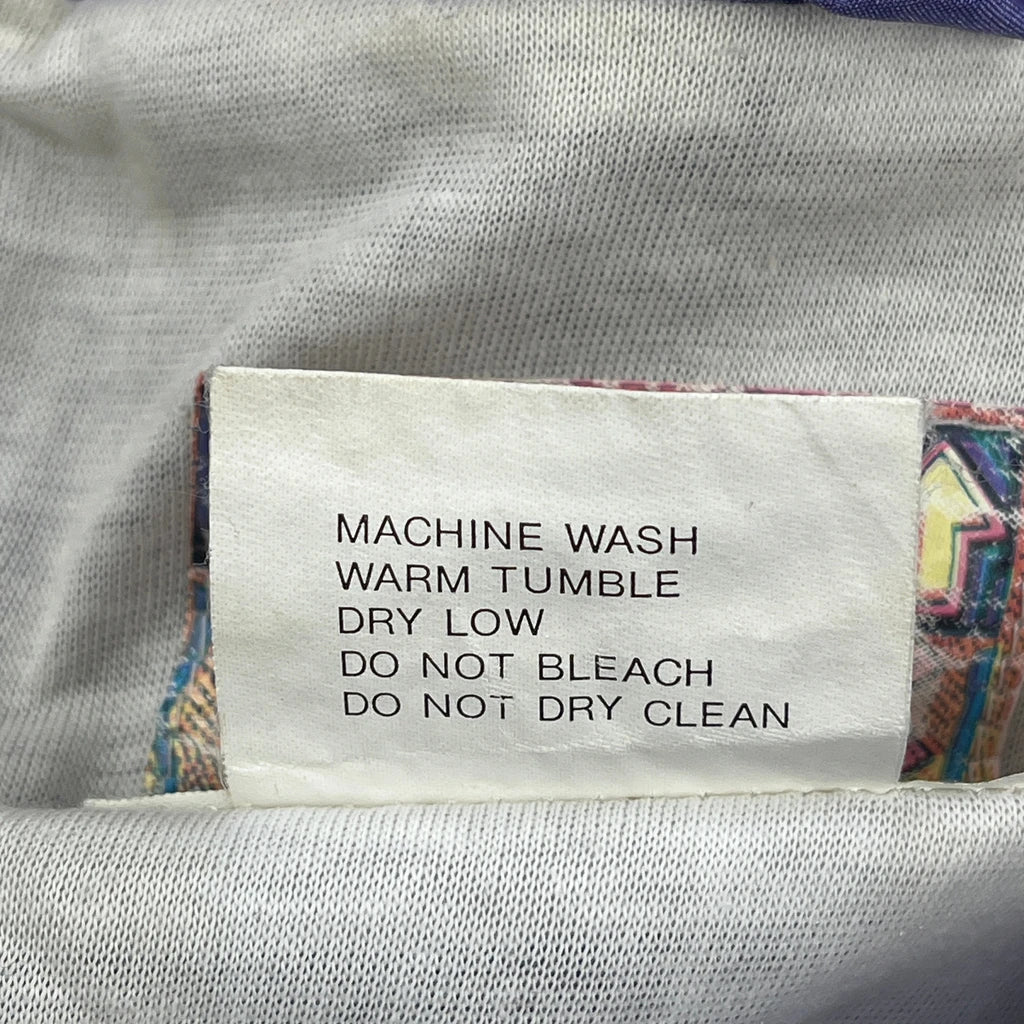 MACHINE WASH
WARM TUMBLE
DRY LOW
DO NOT BLEACH
DO NOT DRY CLEAN